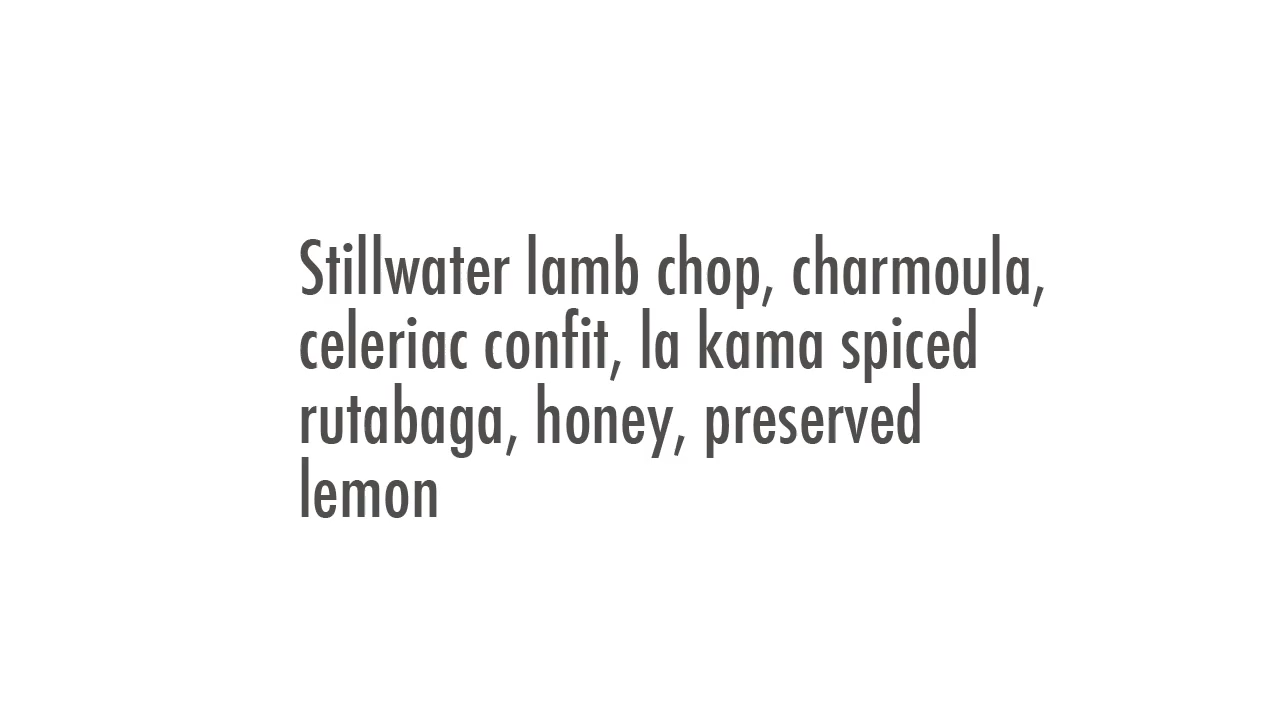 Stillwater lamb chop, charmoula,
celeriac confit, la kama spiced
rutabaga, honey, preserved
lemon